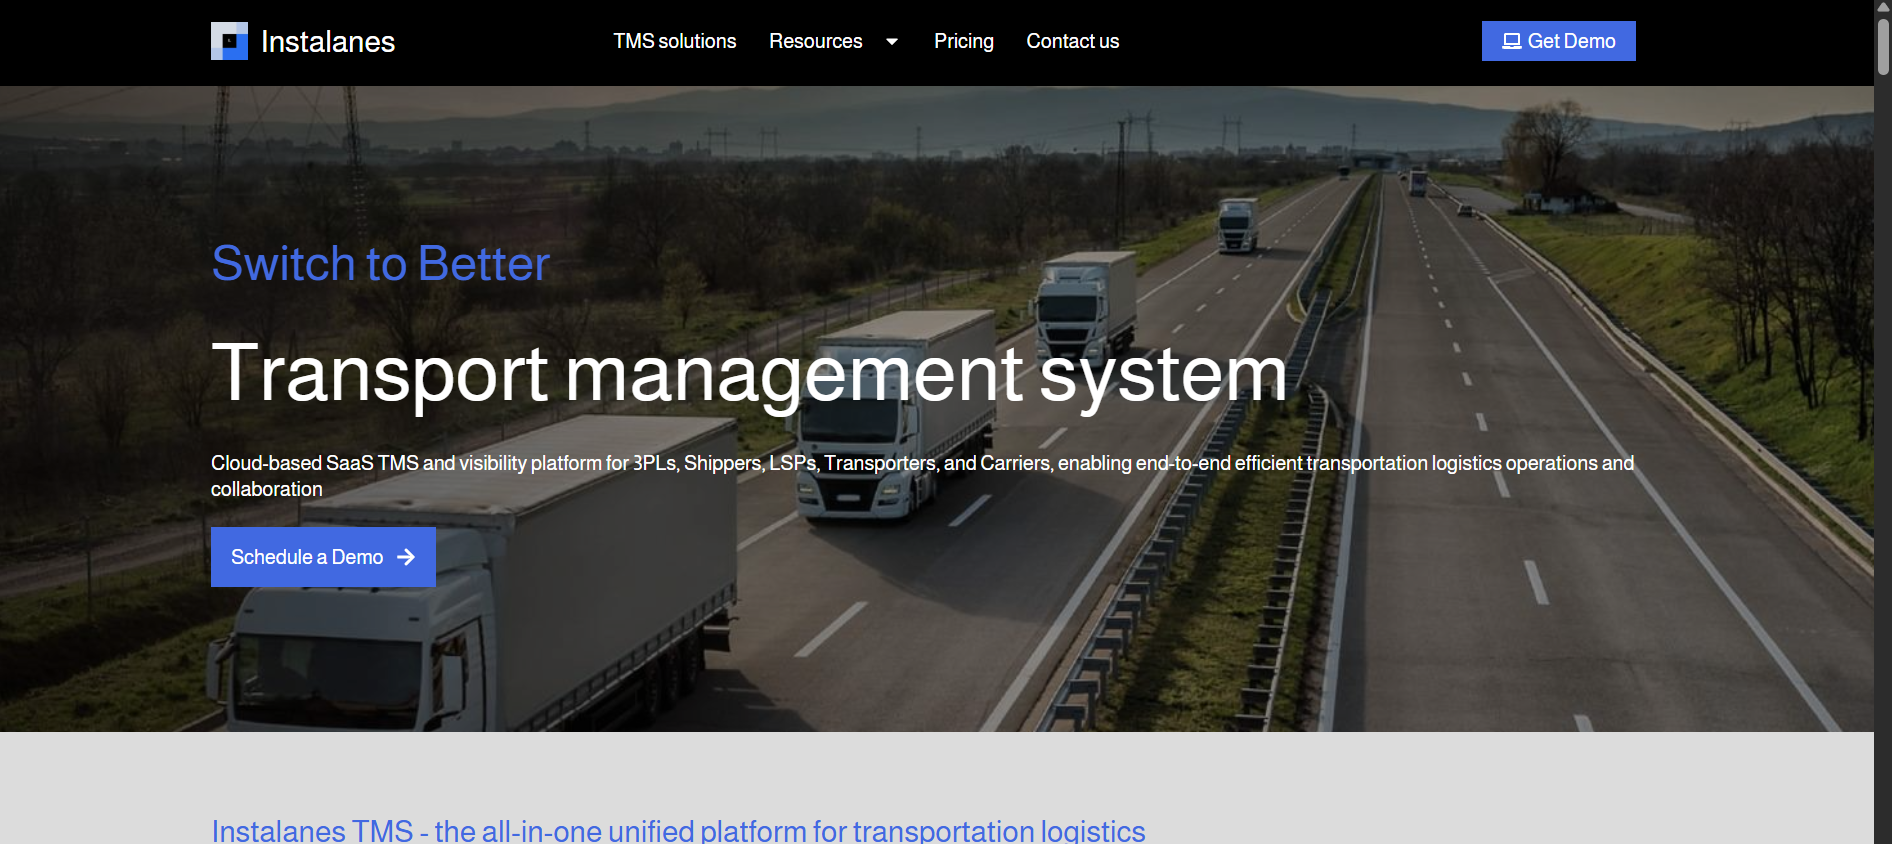 Instalanes
TMS solutions
Resources
Pricing
Contact us
Get Demo
Switch to Better
Transport management system
Cloud-based SaaS TMS and visibility platform for 3PLs, Shippers, LSPs, Transporters, and Carriers, enabling end-to-end efficient transportation logistics operations and
collaboration
Schedule a Demo
Instalanes TMS - the all-in-one unified platform for transportation logistics